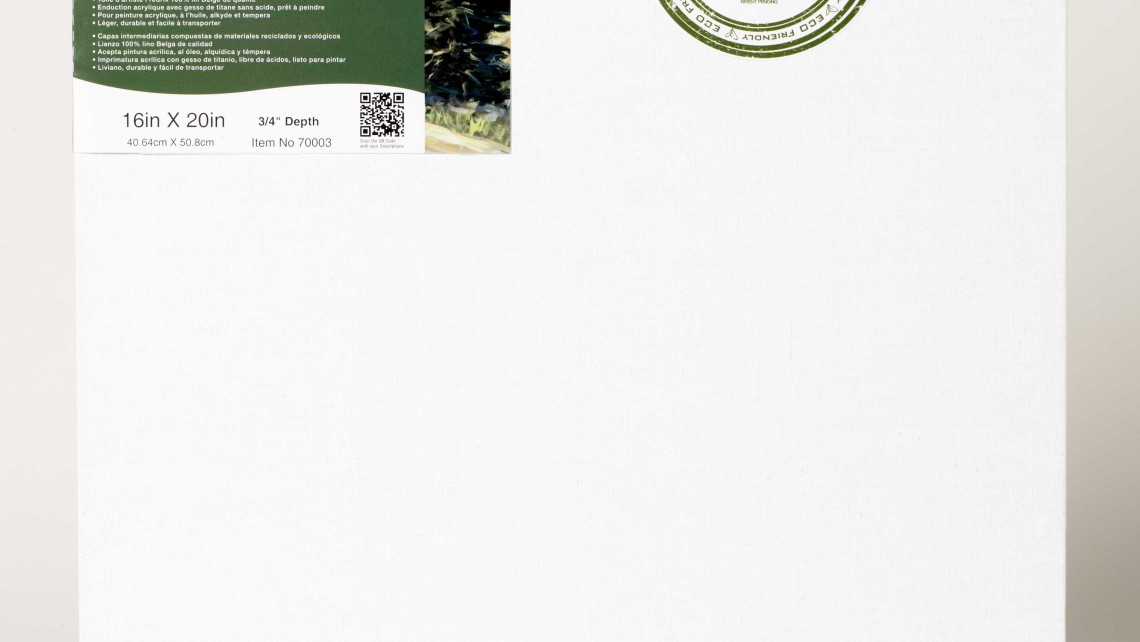 • Enduction acrylique avec gesso de titane sans acide, prêt à peindre
• Pour peinture acrylique, à l'huile, alkyde et tempera
• Léger, durable et facile à transporter
• Capas intermediarias compuestas de materiales reciclados y ecológicos
• Lienzo 100% lino Belga de calidad
• Acepta pintura acrílica, al óleo, alquídica y témpera
• Imprimatura acrílica con gesso de titanio, libre de ácidos, listo para pintar
• Liviano, durable y fácil de transportar
16in X 20in
3/4" Depth
40.64cm X 50.8cm
Item No 70003
Scan the QR Code
with your Smartphone
PATENT PENDING
ECO FRIENDLY
ECO FR